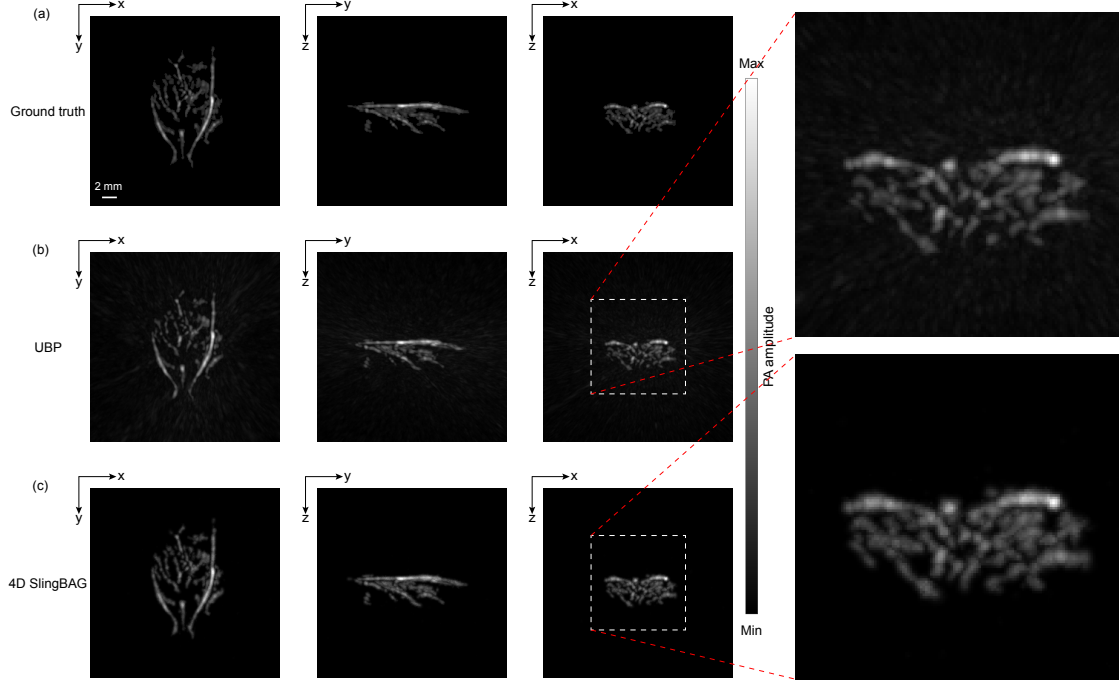 (a)
x
y
y
z
x
z
Ground truth
2 mm
Max
(b)
x
y
y
z
x
z
UBP
PA amplitude
(c)
x
y
y
z
x
z
4D SlingBAG
Min